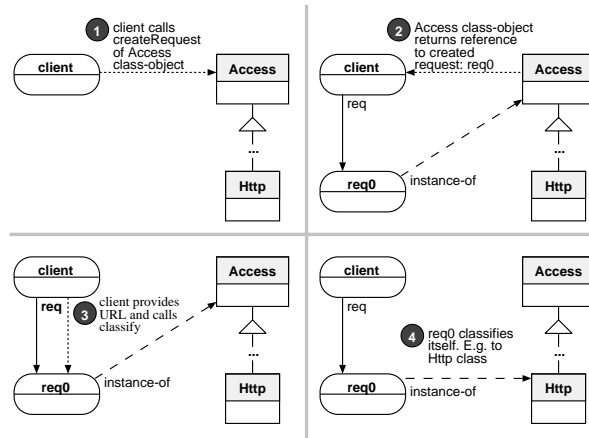 1
client calls
createRequest
of Access
class-object
client
Access
...
Http
2
Access class-object
returns reference
to created
request: req0
client
Access
req
...
req0
instance-of
Http
client
Access
req
3
client provides
URL and calls
classify
...
req0
instance-of
Http
client
Access
req
4
req0 classifies
itself. E.g. to
Http class
...
req0
instance-of
Http